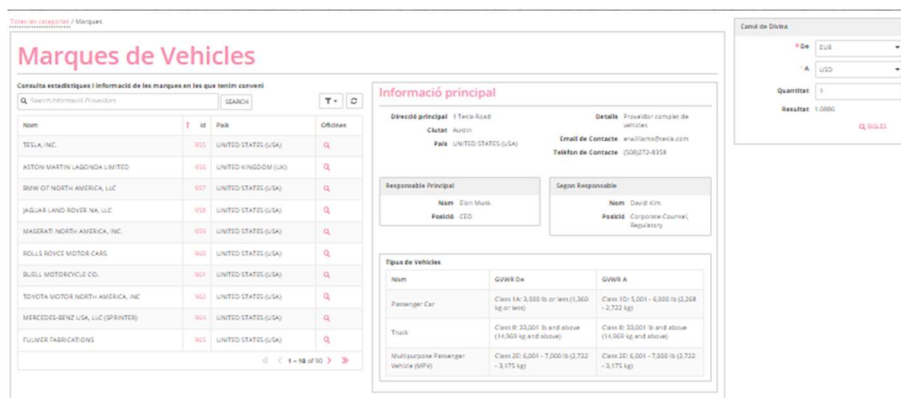 Totes les categories / Marques
Marques de Vehicles
Consulta estadístiques i informació de les marques en les que tenim conveni
Search Informació Proveïdors
SEARCH
Nom Id País Oficines
TESLA, INC. 955 UNITED STATES (USA)
ASTON MARTIN LAGONDA LIMITED 956 UNITED KINGDOM (UK)
BMW OF NORTH AMERICA, LLC 957 UNITED STATES (USA)
JAGUAR LAND ROVER NA, LLC 958 UNITED STATES (USA)
MASERATI NORTH AMERICA, INC. 959 UNITED STATES (USA)
ROLLS ROYCE MOTOR CARS 960 UNITED STATES (USA)
BUELL MOTORCYCLE CO. 961 UNITED STATES (USA)
TOYOTA MOTOR NORTH AMERICA, INC 962 UNITED STATES (USA)
MERCEDES-BENZ USA, LLC (SPRINTER) 964 UNITED STATES (USA)
FULMER FABRICATIONS 965 UNITED STATES (USA)
1 – 10 of 90
Informació principal
Direcció principal 1 Tesla Road
Ciutat Austin
País UNITED STATES (USA)
Details Proveïdor complet de
vehicles
Email de Contacte erwilliams@tesla.com
Telèfon de Contacte (508)272-8358
Responsable Principal
Nom Elon Musk
Posició CEO
Segon Responsable
Nom David Kim
Posició Corporate Counsel,
Regulatory
Tipus de Vehicles
Nom GVWR De GVWR A
Passenger Car
Class 1A: 3,000 lb or less (1,360
kg or less)
Class 1D: 5,001 - 6,000 lb (2,268
- 2,722 kg)
Truck
Class 8: 33,001 lb and above
(14,969 kg and above)
Class 8: 33,001 lb and above
(14,969 kg and above)
Multipurpose Passenger
Vehicle (MPV)
Class 2E: 6,001 - 7,000 lb (2,722
- 3,175 kg)
Class 2E: 6,001 - 7,000 lb (2,722
- 3,175 kg)
Canvi de Divisa
* De EUR
* A USD
Quantitat 1
Resultat 1,0886
SIGLES